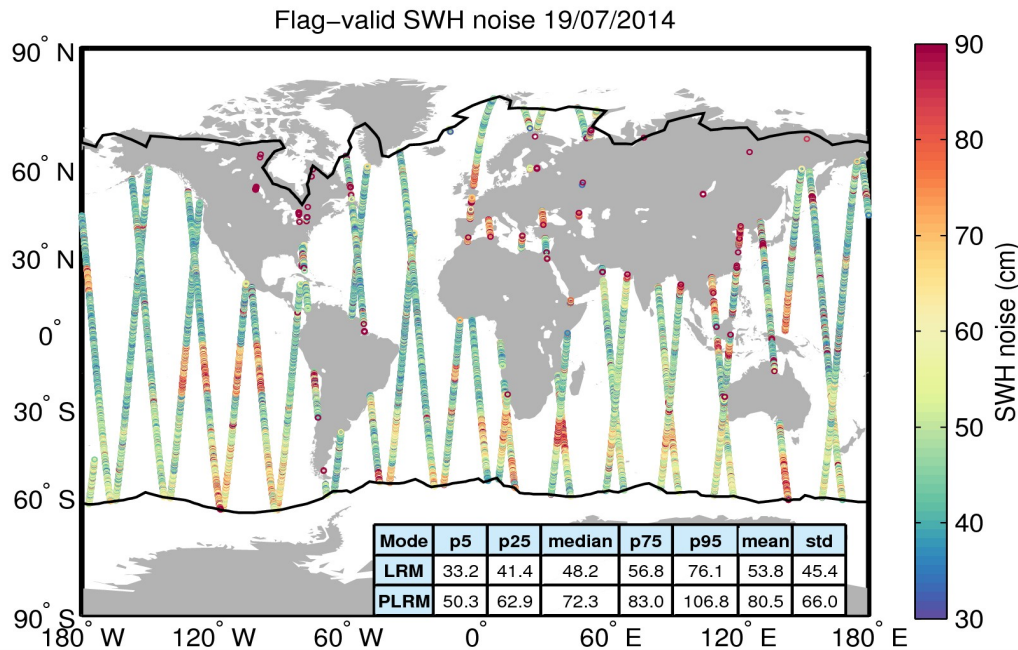 Flag−valid SWH noise 19/07/2014
90° N
60° N
30° N
0°
30° S
60° S
90° S
180° W
120° W
60° W
0°
60° E
120° E
180° E
90
80
70
60
50
40
30
SWH noise (cm)
Mode p5 p25 median p75 p95 mean std
LRM 33.2 41.4 48.2 56.8 76.1 53.8 45.4
PLRM 50.3 62.9 72.3 83.0 106.8 80.5 66.0